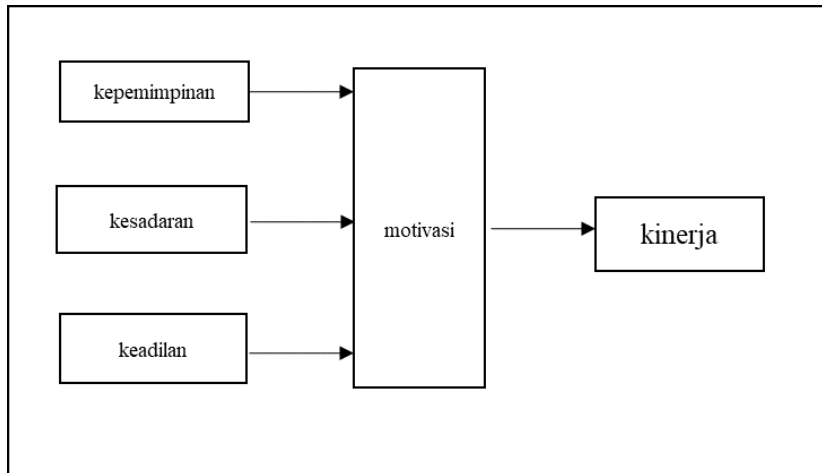 kepemimpinan
kesadaran
motivasi
kinerja
keadilan